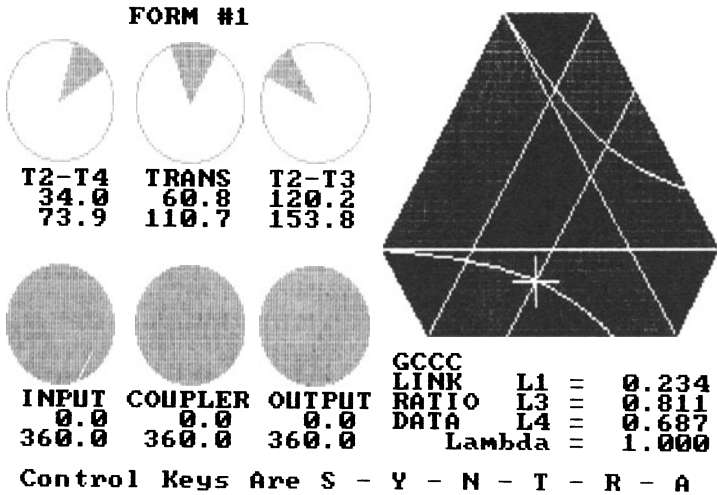 FORM #1
T2-T4 TRANS T2-T3
34.0 60.8 120.2
73.9 110.7 153.8
INPUT COUPLER OUTPUT
0.0 0.0 0.0
360.0 360.0 360.0
GCCC
LINK L1 = 0.234
RATIO L3 = 0.811
DATA L4 = 0.687
Lambda = 1.000
Control Keys Are S - Y - N - T - R - A